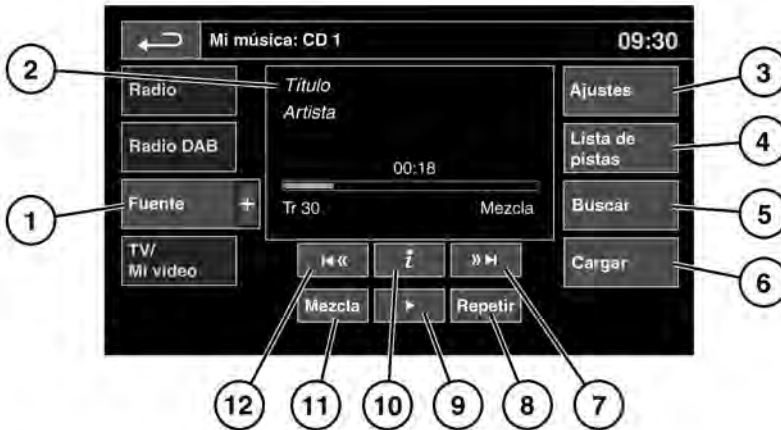 Mi música: CD 1
09:30
Radio
Radio DAB
Fuente +
TV/
Mi vídeo
Título
Artista
00:18
Tr 30
Mezcla
Ajustes
Lista de
pistas
Buscar
Cargar
i
Mezcla
Repetir
1
2
3
4
5
6
7
8
9
10
11
12